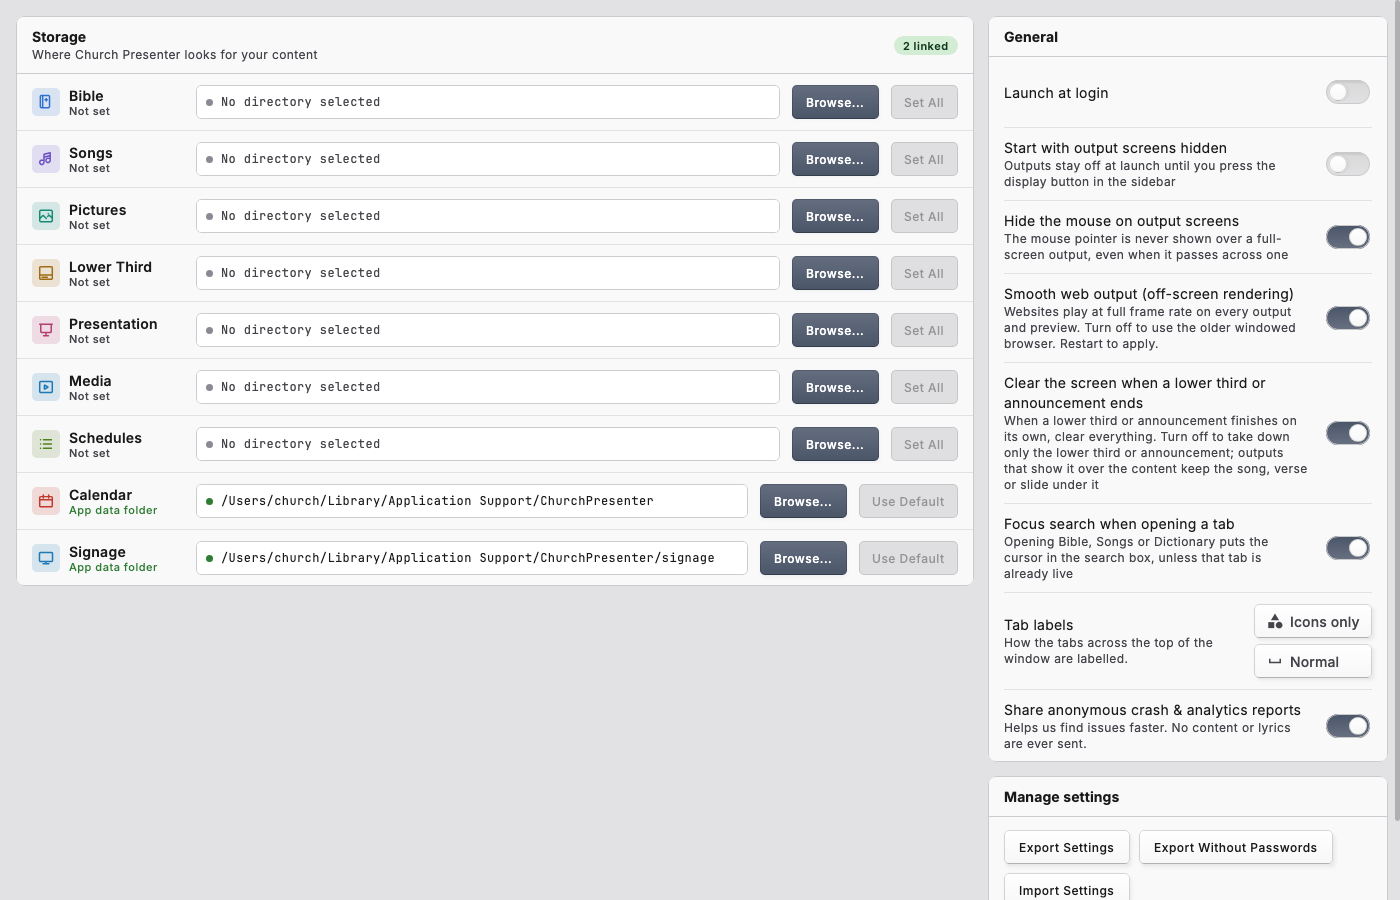 Storage
Where Church Presenter looks for your content
2 linked
Bible
Not set
No directory selected
Browse...
Set All
Songs
Not set
No directory selected
Browse...
Set All
Pictures
Not set
No directory selected
Browse...
Set All
Lower Third
Not set
No directory selected
Browse...
Set All
Presentation
Not set
No directory selected
Browse...
Set All
Media
Not set
No directory selected
Browse...
Set All
Schedules
Not set
No directory selected
Browse...
Set All
Calendar
App data folder
/Users/church/Library/Application Support/ChurchPresenter
Browse...
Use Default
Signage
App data folder
/Users/church/Library/Application Support/ChurchPresenter/signage
Browse...
Use Default
General
Launch at login
Start with output screens hidden
Outputs stay off at launch until you press the
display button in the sidebar
Hide the mouse on output screens
The mouse pointer is never shown over a full-
screen output, even when it passes across one
Smooth web output (off-screen rendering)
Websites play at full frame rate on every output
and preview. Turn off to use the older windowed
browser. Restart to apply.
Clear the screen when a lower third or
announcement ends
When a lower third or announcement finishes on
its own, clear everything. Turn off to take down
only the lower third or announcement; outputs
that show it over the content keep the song, verse
or slide under it
Focus search when opening a tab
Opening Bible, Songs or Dictionary puts the
cursor in the search box, unless that tab is
already live
Tab labels
How the tabs across the top of the
window are labelled.
Icons only
Normal
Share anonymous crash & analytics reports
Helps us find issues faster. No content or lyrics
are ever sent.
Manage settings
Export Settings
Export Without Passwords
Import Settings